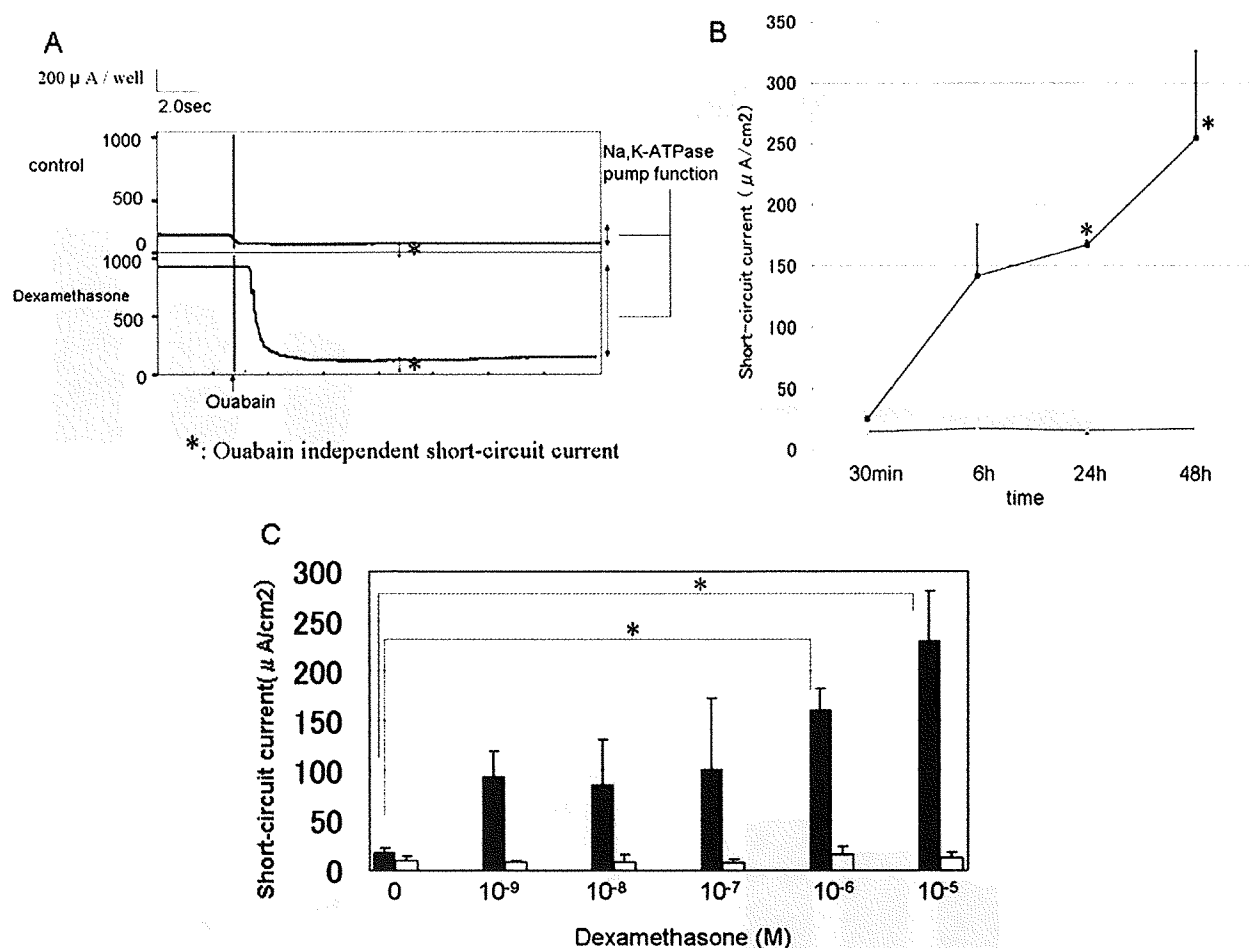 A
200 μ A / well
2.0sec
1000
control
500
0
1000
Dexamethasone
500
0
Ouabain
Na,K-ATPase
pump function
*
*
*: Ouabain independent short-circuit current
B
Short-circuit current ( μ A/cm2)
350
300
250
200
150
100
50
0
*
*
30min 6h 24h 48h
time
C
Short-circuit current( μ A/cm2)
300
250
200
150
100
50
0
*
*
0 10-9 10-8 10-7 10-6 10-5
Dexamethasone (M)